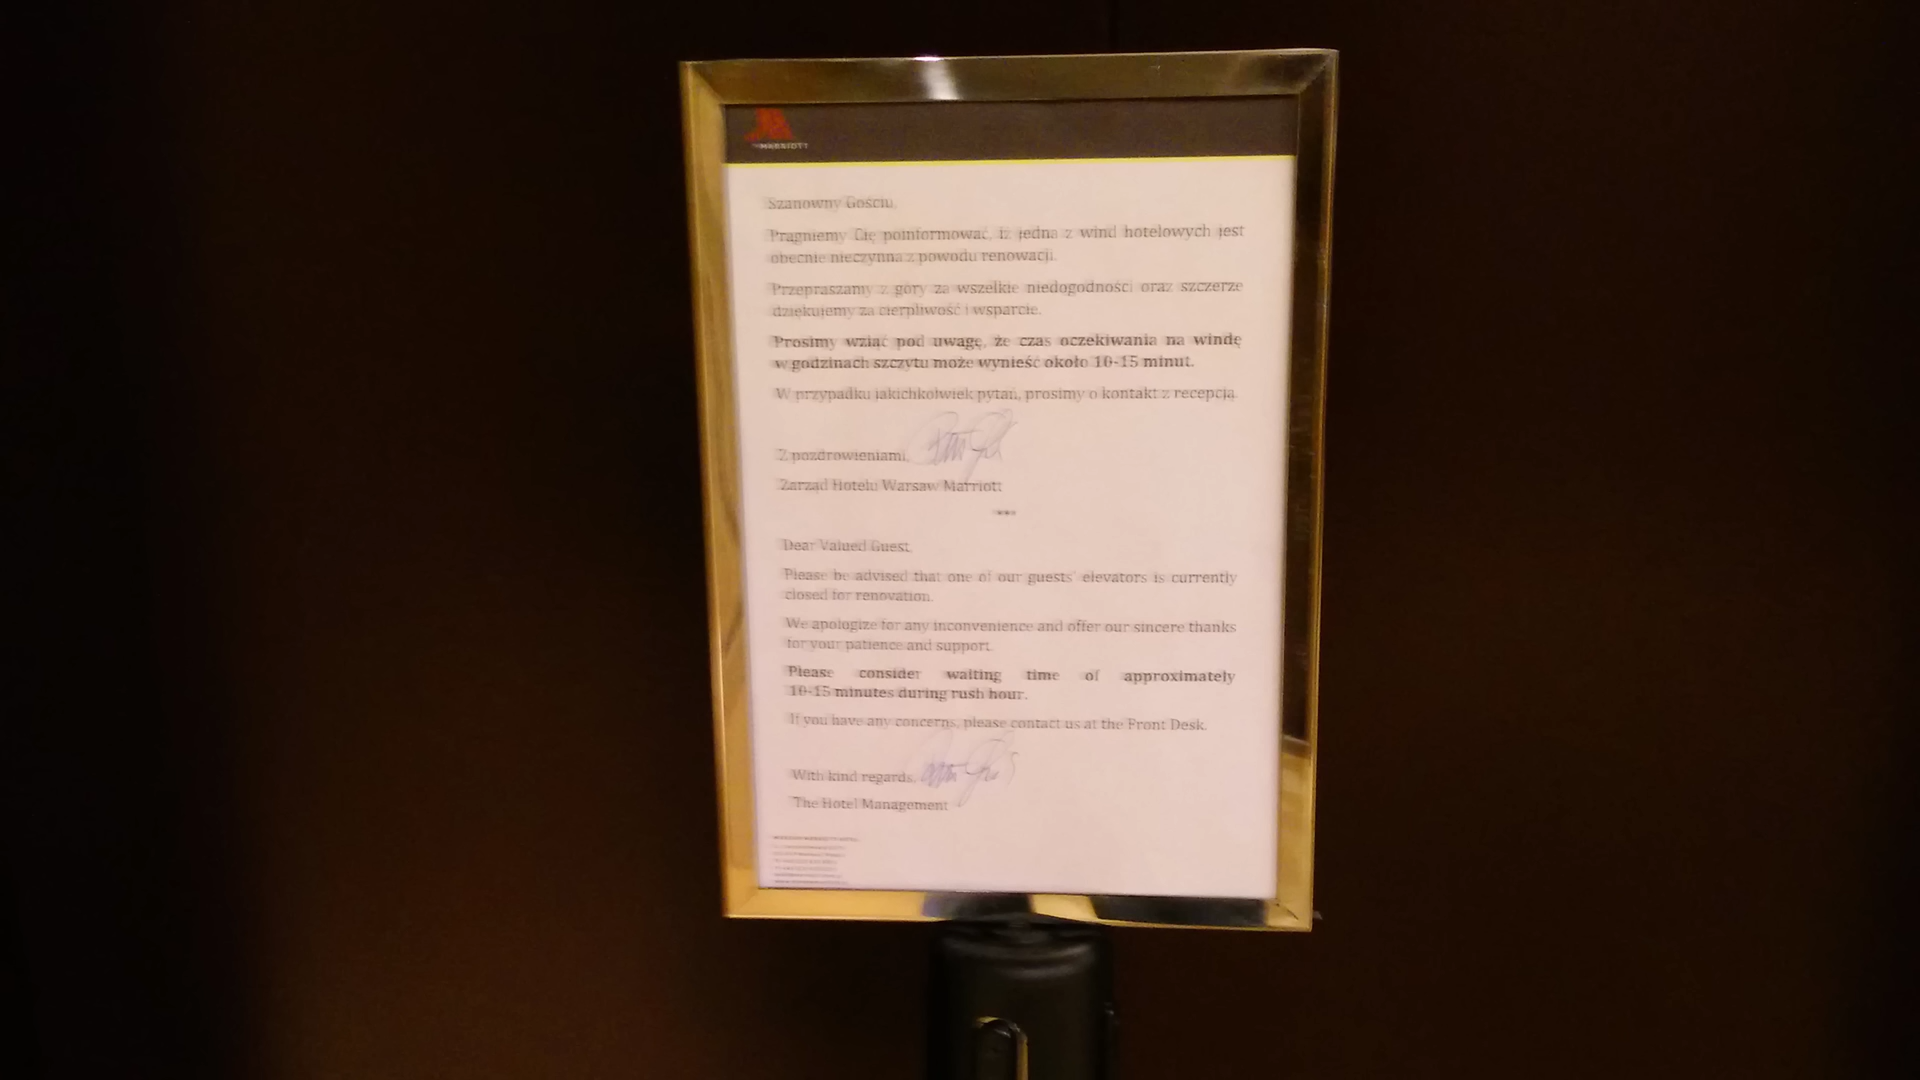 MARRIOTT
Szanowny Gościu,
Pragniemy Cię poinformować, iż jedna z wind hotelowych jest
obecnie nieczynna z powodu renowacji.
Przepraszamy z góry za wszelkie niedogodności oraz szczerze
dziękujemy za cierpliwość i wsparcie.
Prosimy wziąć pod uwagę, że czas oczekiwania na windę
w godzinach szczytu może wynieść około 10-15 minut.
W przypadku jakichkolwiek pytań, prosimy o kontakt z recepcją.
Z pozdrowieniami,
Zarząd Hotelu Warsaw Marriott
Dear Valued Guest,
Please be advised that one of our guests' elevators is currently
closed for renovation.
We apologize for any inconvenience and offer our sincere thanks
for your patience and support.
Please consider waiting time of approximately
10-15 minutes during rush hour.
If you have any concerns, please contact us at the Front Desk.
With kind regards,
The Hotel Management